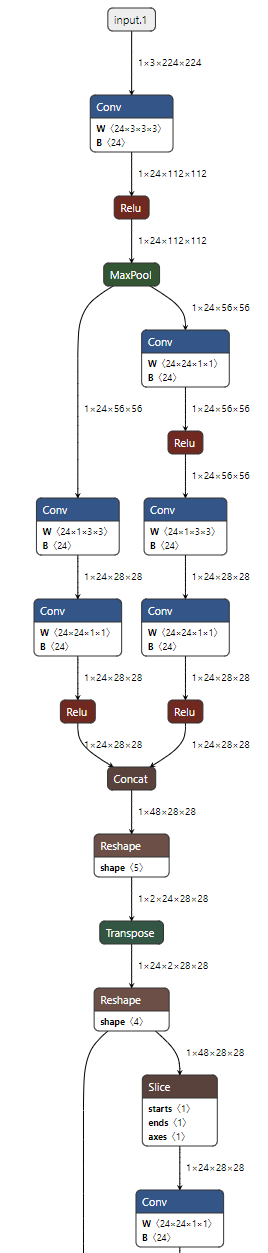 input.1
1×3×224×224
Conv
W ⟨24×3×3×3⟩
B ⟨24⟩
1×24×112×112
Relu
1×24×112×112
MaxPool
1×24×56×56
Conv
W ⟨24×24×1×1⟩
B ⟨24⟩
1×24×56×56
1×24×56×56
Relu
1×24×56×56
Conv
W ⟨24×1×3×3⟩
B ⟨24⟩
Conv
W ⟨24×1×3×3⟩
B ⟨24⟩
1×24×28×28
1×24×28×28
Conv
W ⟨24×24×1×1⟩
B ⟨24⟩
Conv
W ⟨24×24×1×1⟩
B ⟨24⟩
1×24×28×28
1×24×28×28
Relu
Relu
1×24×28×28
1×24×28×28
Concat
1×48×28×28
Reshape
shape ⟨5⟩
1×2×24×28×28
Transpose
1×24×2×28×28
Reshape
shape ⟨4⟩
1×48×28×28
Slice
starts ⟨1⟩
ends ⟨1⟩
axes ⟨1⟩
1×24×28×28
Conv
W ⟨24×24×1×1⟩
B ⟨24⟩